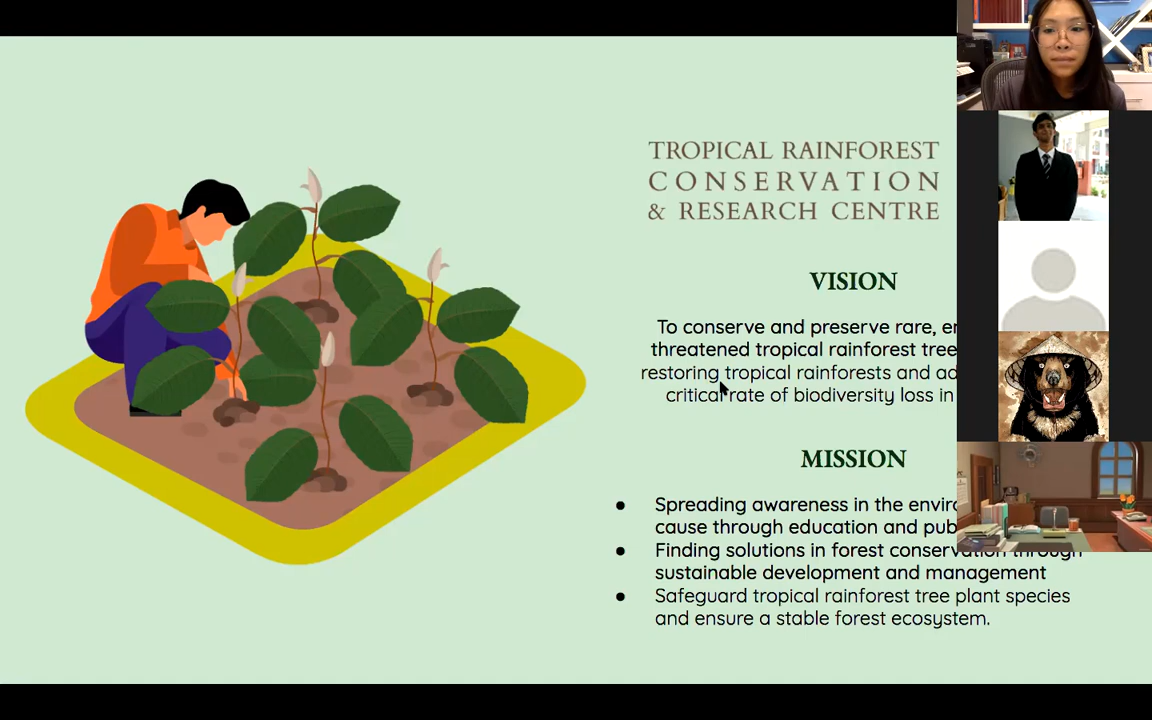 TROPICAL RAINFOREST
CONSERVATION
& RESEARCH CENTRE
VISION
To conserve and preserve rare,
threatened tropical rainforest tree
restoring tropical rainforests and
critical rate of biodiversity loss in
MISSION
● Spreading awareness in the
cause through education and
● Finding solutions in forest conservation through
sustainable development and management
● Safeguard tropical rainforest tree plant species
and ensure a stable forest ecosystem.